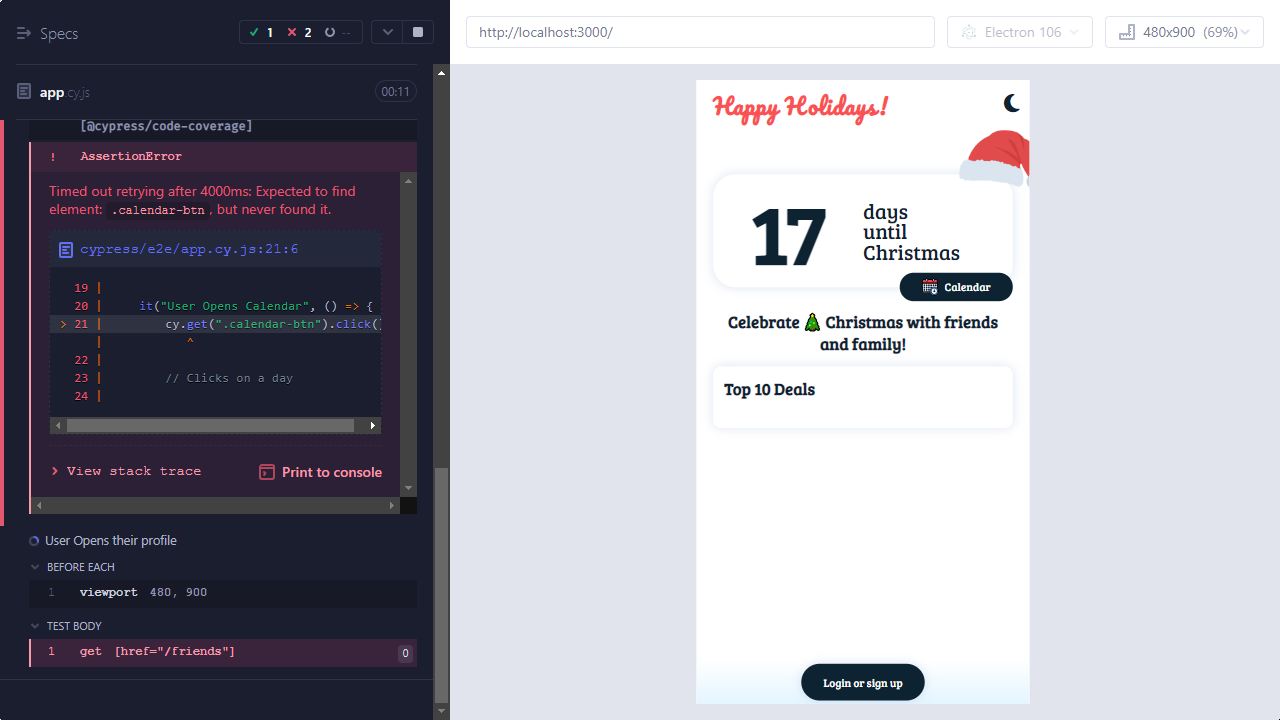 Specs
1 2 --
app.cy.js 00:11
[@cypress/code-coverage]
! AssertionError
Timed out retrying after 4000ms: Expected to find
element: .calendar-btn, but never found it.
cypress/e2e/app.cy.js:21:6
19 |
20 | it("User Opens Calendar", () => {
> 21 | cy.get(".calendar-btn").click()
| ^
22 |
23 | // Clicks on a day
24 |
> View stack trace
Print to console
User Opens their profile
BEFORE EACH
1 viewport 480, 900
TEST BODY
1 get [href="/friends"] 0
http://localhost:3000/
Electron 106
480x900 (69%)
Happy Holidays!
17
days
until
Christmas
Calendar
Celebrate 🎄 Christmas with friends
and family!
Top 10 Deals
Login or sign up